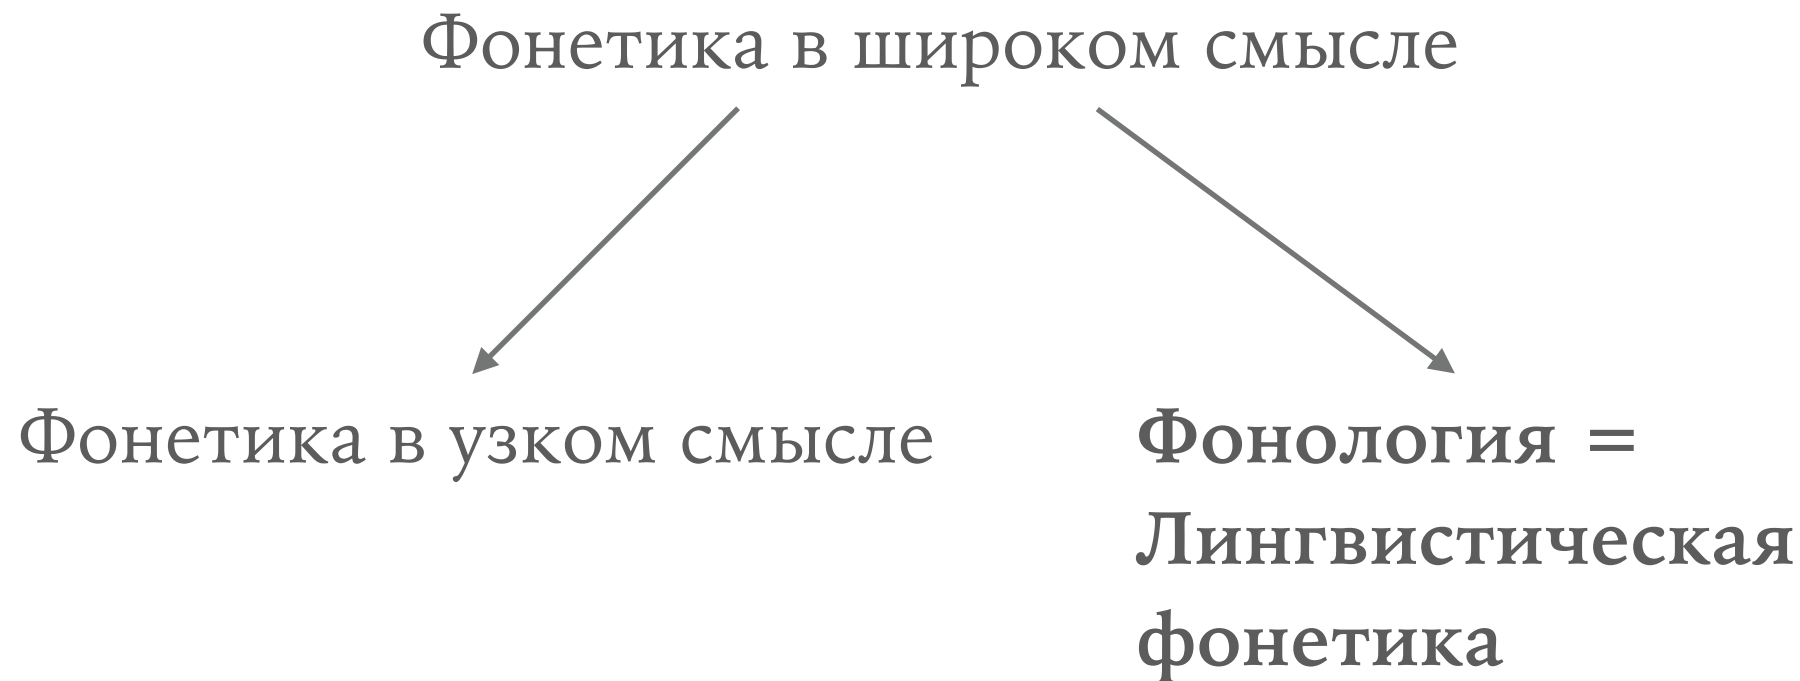 Фонетика в широком смысле
Фонетика в узком смысле
Фонология =
Лингвистическая
фонетика